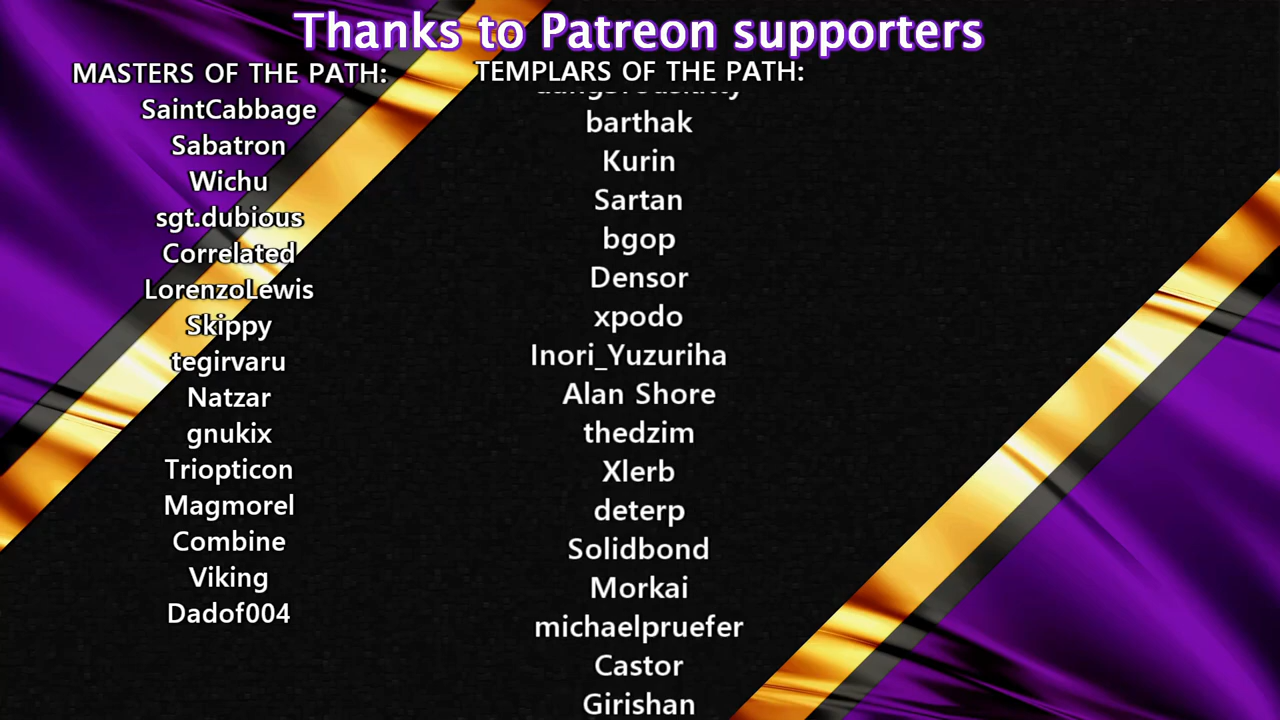 Thanks to Patreon supporters
MASTERS OF THE PATH:
SaintCabbage
Sabatron
Wichu
sgt.dubious
Correlated
LorenzoLewis
Skippy
tegirvaru
Natzar
gnukix
Triopticon
Magmorel
Combine
Viking
Dadof004
TEMPLARS OF THE PATH:
barthak
Kurin
Sartan
bgop
Densor
xpodo
Inori_Yuzuriha
Alan Shore
thedzim
Xlerb
deterp
Solidbond
Morkai
michaelpruefer
Castor
Girishan